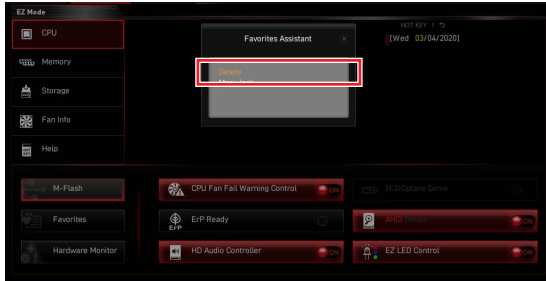 EZ Mode
HOT KEY | ⮌
CPU
Favorites Assistant
×
[Wed 03/04/2020]
Memory
Delete
Storage
Fan Info
Help
M-Flash
CPU Fan Fail Warning Control
ON
M.2/Optane Genie
Favorites
ErP
ErP Ready
AHCI / RAID
ON
Hardware Monitor
HD Audio Controller
ON
EZ LED Control
ON